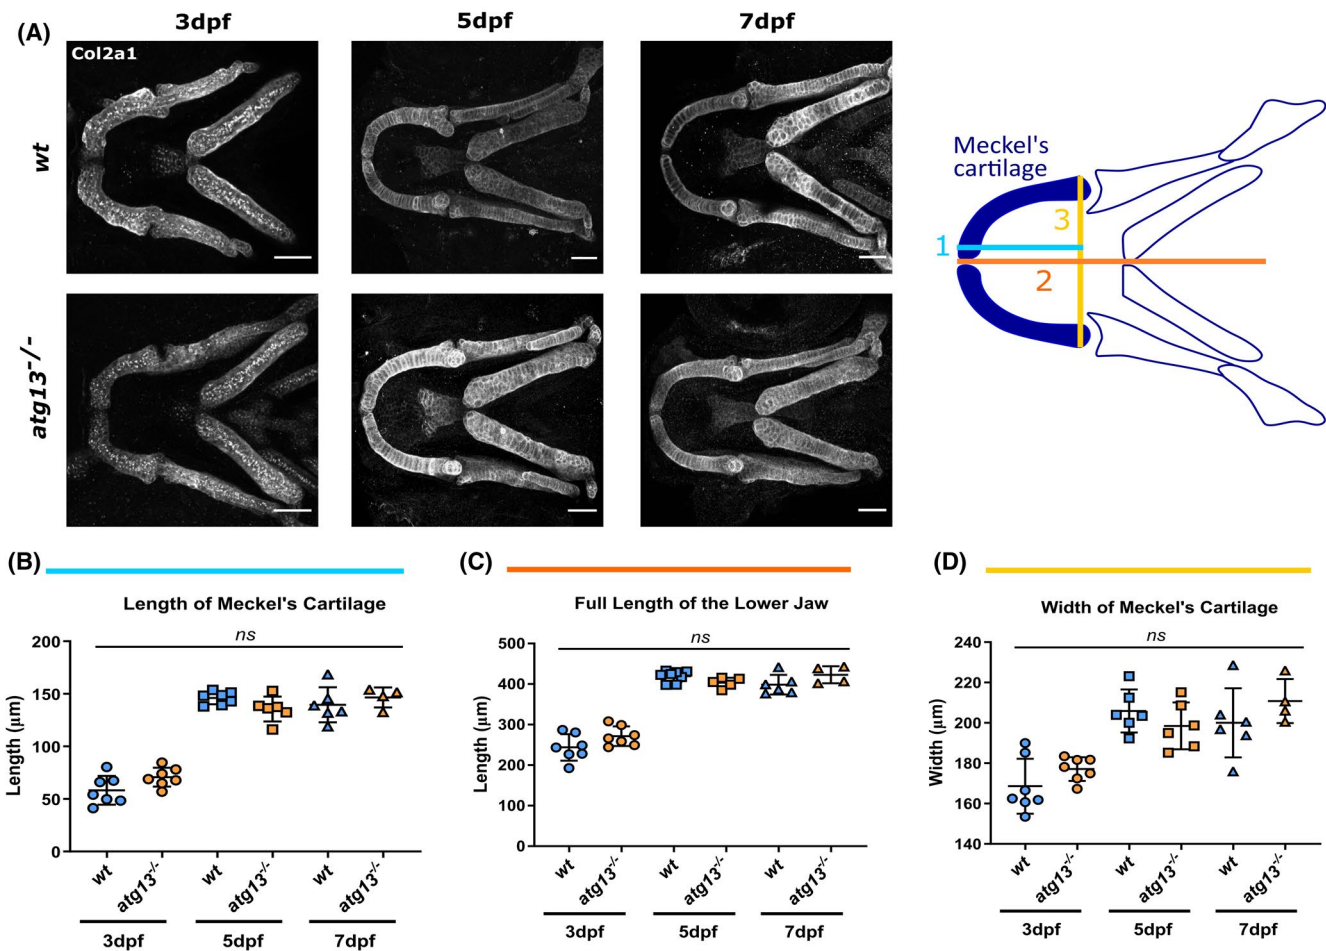 (A)
3dpf
5dpf
7dpf
Col2a1
wt
atg13-/-
Meckel's
cartilage
1
2
3
(B)
Length of Meckel's Cartilage
ns
Length (µm)
200
150
100
50
0
wt
atg13-/-
wt
atg13-/-
wt
atg13-/-
3dpf
5dpf
7dpf
(C)
Full Length of the Lower Jaw
ns
Length (µm)
500
400
300
200
100
0
wt
atg13-/-
wt
atg13-/-
wt
atg13-/-
3dpf
5dpf
7dpf
(D)
Width of Meckel's Cartilage
ns
Width (µm)
240
220
200
180
160
140
wt
atg13-/-
wt
atg13-/-
wt
atg13-/-
3dpf
5dpf
7dpf